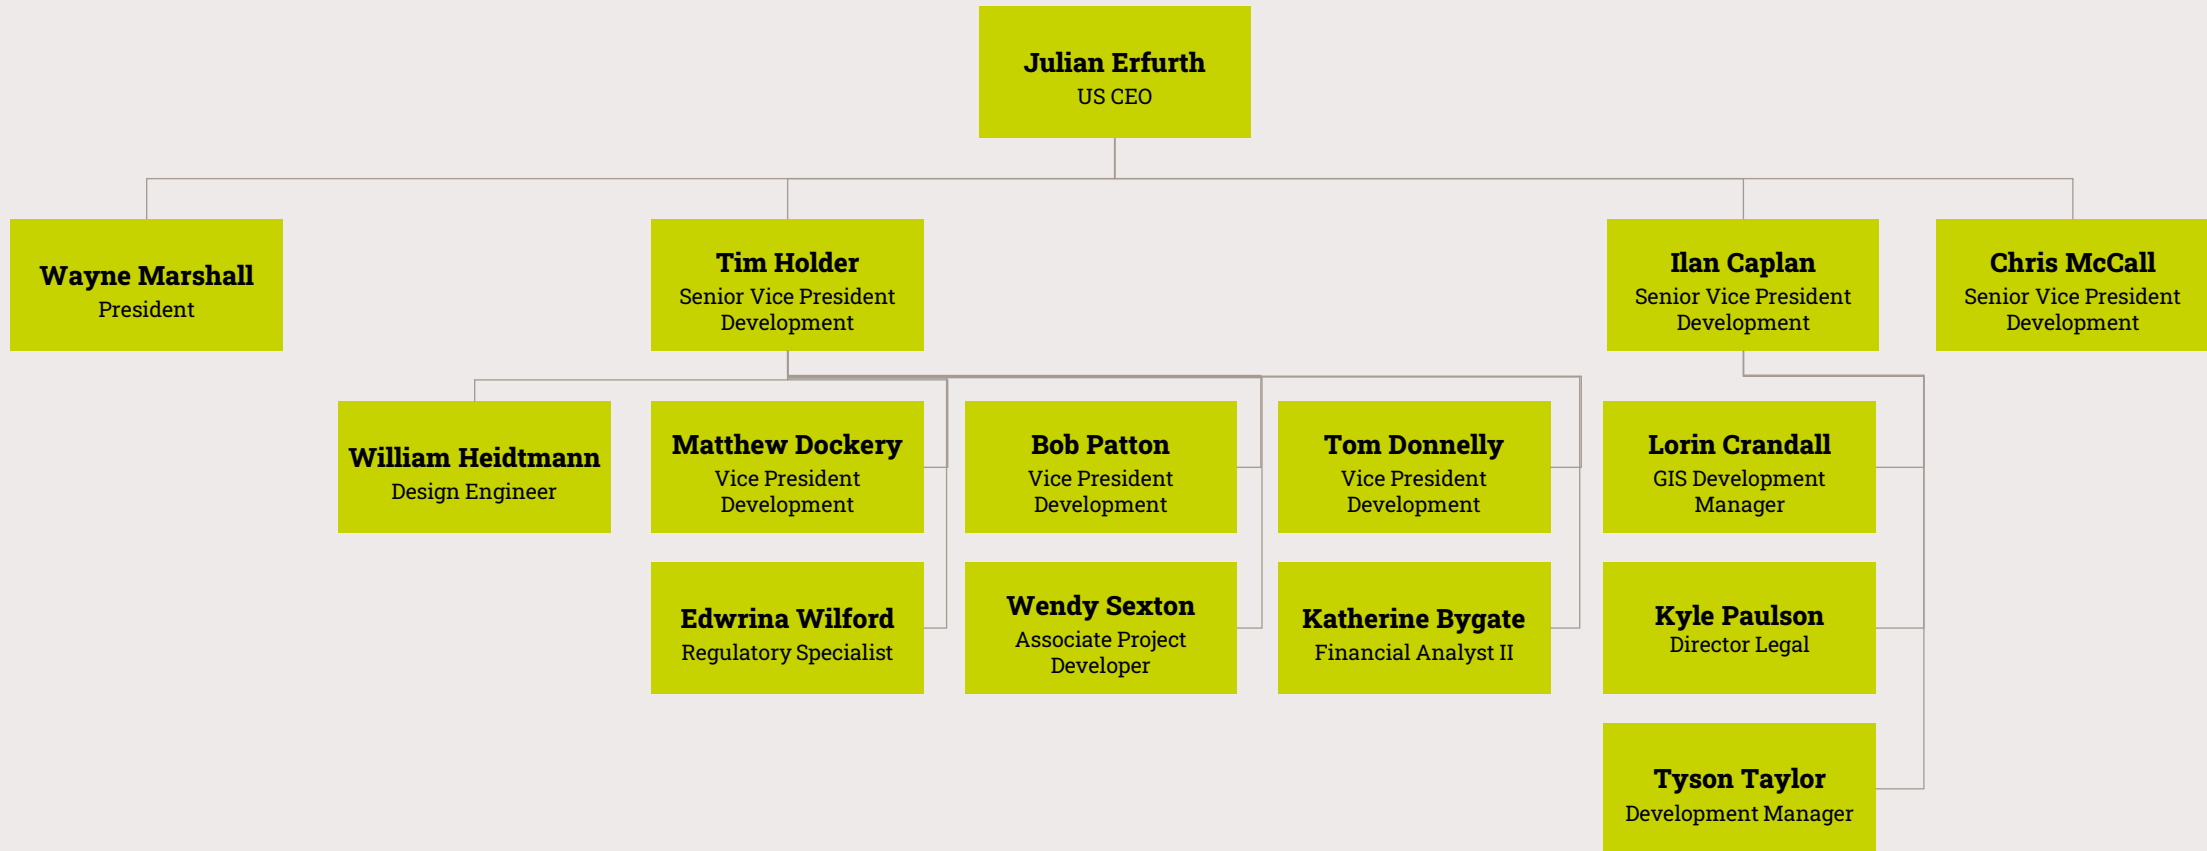 Julian Erfurth
US CEO
Wayne Marshall
President
Tim Holder
Senior Vice President
Development
Ilan Caplan
Senior Vice President
Development
Chris McCall
Senior Vice President
Development
William Heidtmann
Design Engineer
Matthew Dockery
Vice President
Development
Bob Patton
Vice President
Development
Tom Donnelly
Vice President
Development
Lorin Crandall
GIS Development
Manager
Edwrina Wilford
Regulatory Specialist
Wendy Sexton
Associate Project
Developer
Katherine Bygate
Financial Analyst II
Kyle Paulson
Director Legal
Tyson Taylor
Development Manager